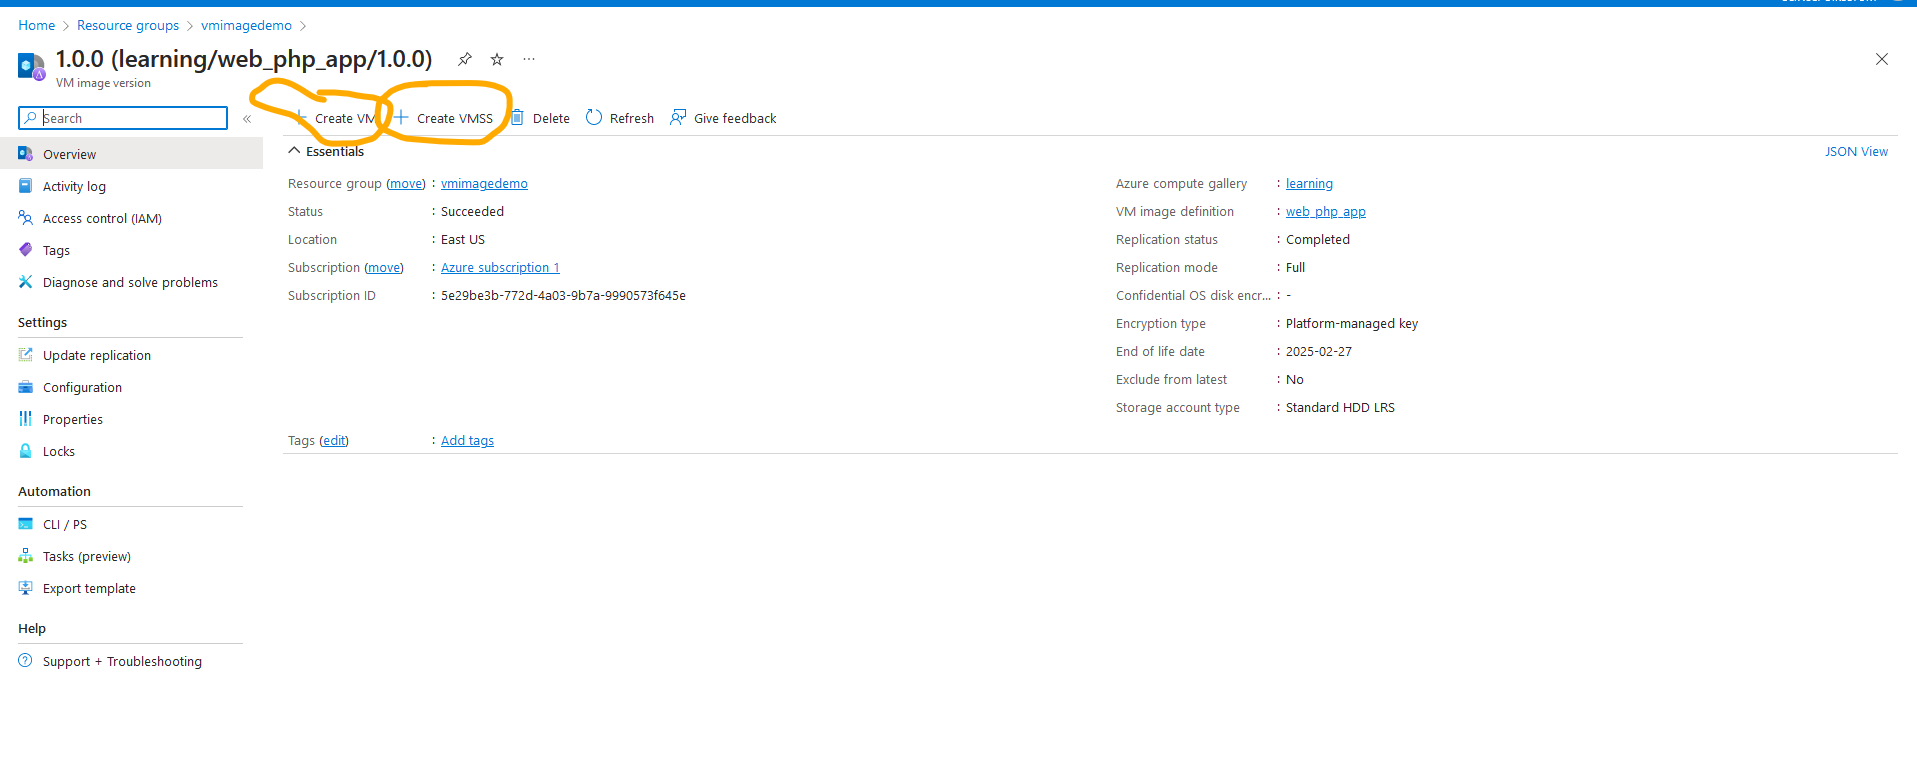 Home > Resource groups > vmimagedemo >
1.0.0 (learning/web_php_app/1.0.0)
VM image version
Search
Create VM
Create VMSS
Delete
Refresh
Give feedback
Overview
Activity log
Access control (IAM)
Tags
Diagnose and solve problems
Settings
Update replication
Configuration
Properties
Locks
Automation
CLI / PS
Tasks (preview)
Export template
Help
Support + Troubleshooting
Essentials
JSON View
Resource group (move) : vmimagedemo
Status : Succeeded
Location : East US
Subscription (move) : Azure subscription 1
Subscription ID : 5e29be3b-772d-4a03-9b7a-9990573f645e
Azure compute gallery : learning
VM image definition : web_php_app
Replication status : Completed
Replication mode : Full
Confidential OS disk encr... : -
Encryption type : Platform-managed key
End of life date : 2025-02-27
Exclude from latest : No
Storage account type : Standard HDD LRS
Tags (edit) : Add tags